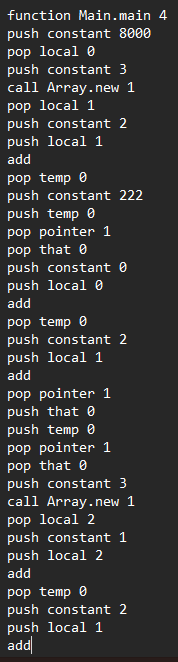 function Main.main 4
push constant 8000
pop local 0
push constant 3
call Array.new 1
pop local 1
push constant 2
push local 1
add
pop temp 0
push constant 222
push temp 0
pop pointer 1
pop that 0
push constant 0
push local 0
add
pop temp 0
push constant 2
push local 1
add
pop pointer 1
push that 0
push temp 0
pop pointer 1
pop that 0
push constant 3
call Array.new 1
pop local 2
push constant 1
push local 2
add
pop temp 0
push constant 2
push local 1
add